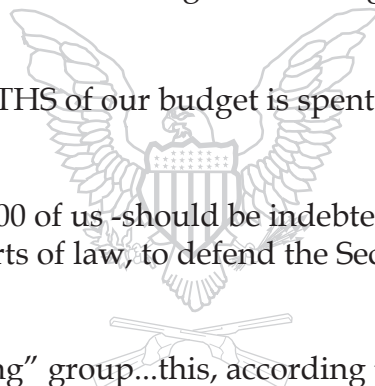 THS of our budget is spent
00 of us -should be indebte
rts of law, to defend the Sec
ng” group...this, according